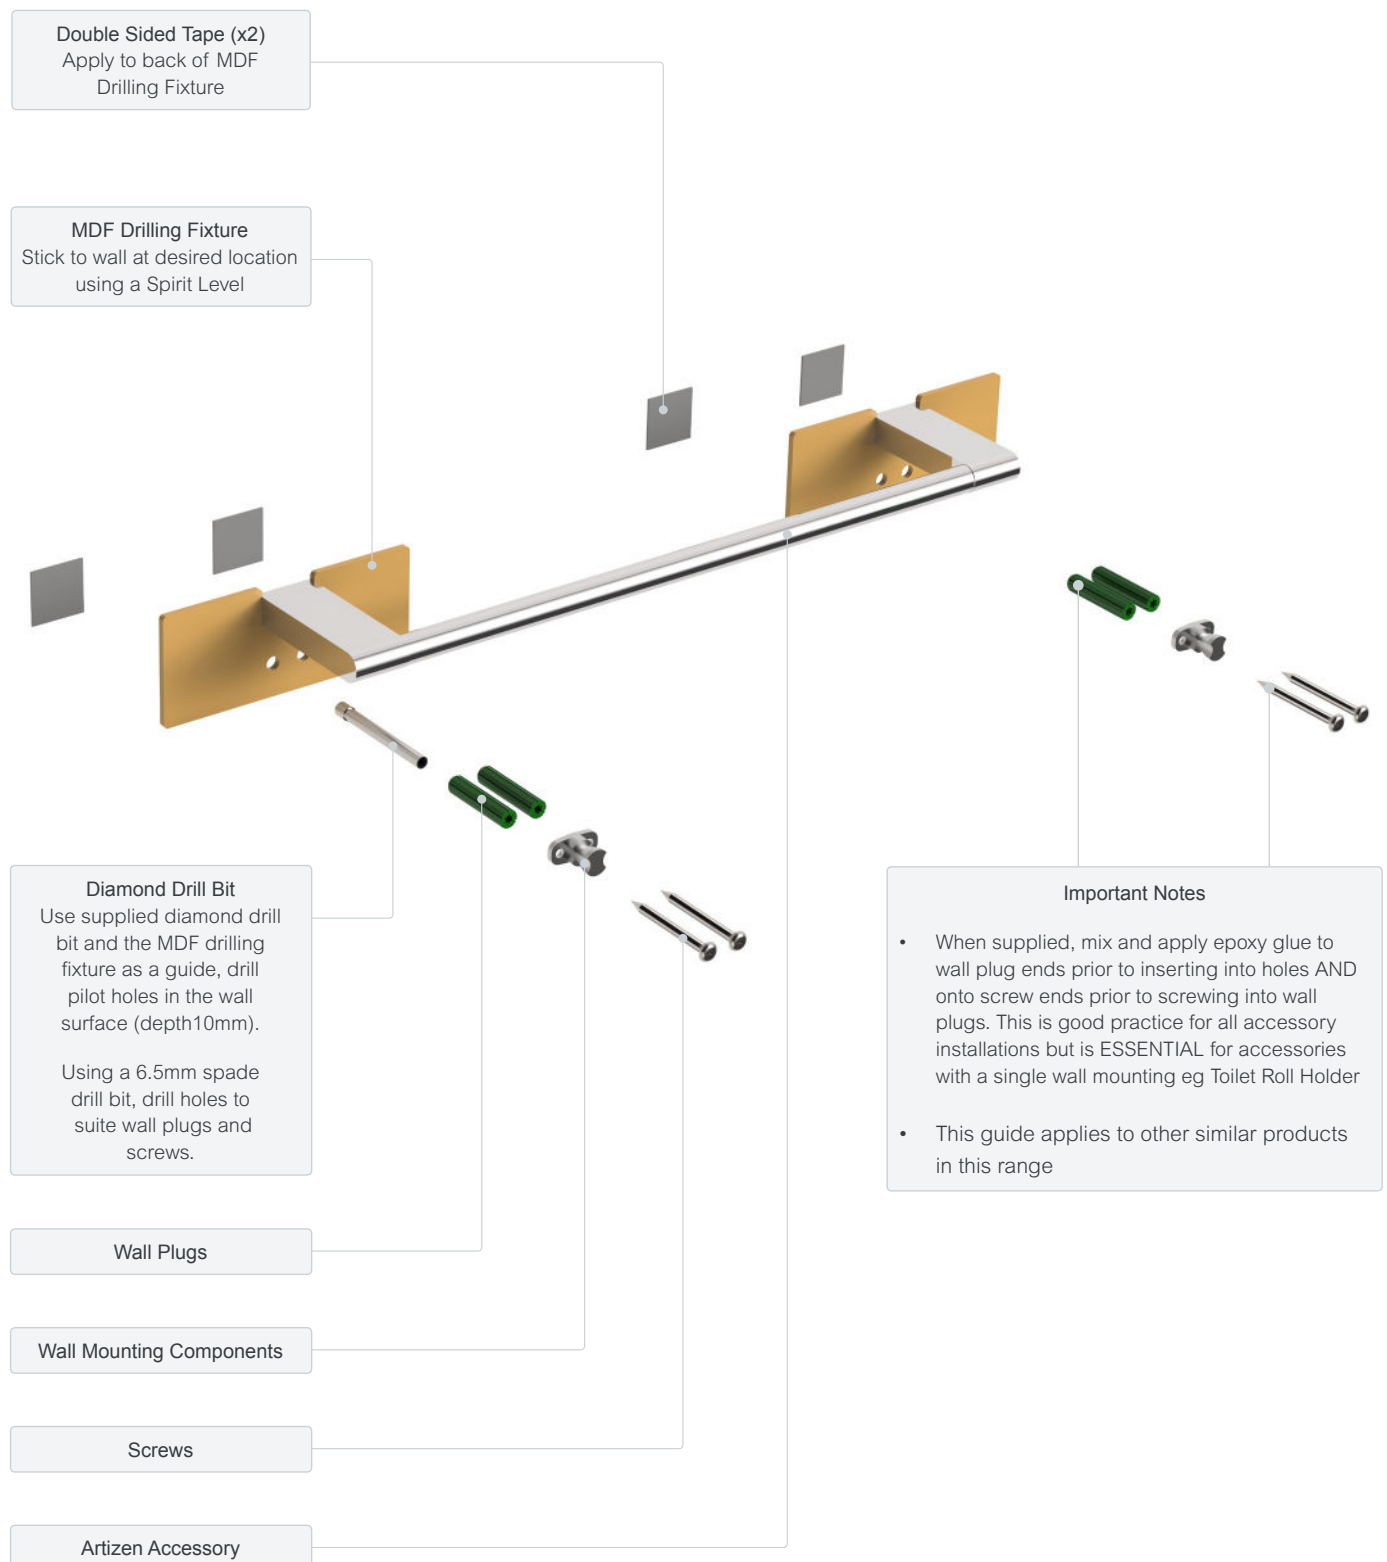 Double Sided Tape (x2)
Apply to back of MDF
Drilling Fixture
MDF Drilling Fixture
Stick to wall at desired location
using a Spirit Level
Diamond Drill Bit
Use supplied diamond drill
bit and the MDF drilling
fixture as a guide, drill
pilot holes in the wall
surface (depth10mm).
Using a 6.5mm spade
drill bit, drill holes to
suite wall plugs and
screws.
Wall Plugs
Wall Mounting Components
Screws
Artizen Accessory
Important Notes
• When supplied, mix and apply epoxy glue to
wall plug ends prior to inserting into holes AND
onto screw ends prior to screwing into wall
plugs. This is good practice for all accessory
installations but is ESSENTIAL for accessories
with a single wall mounting eg Toilet Roll Holder
• This guide applies to other similar products
in this range